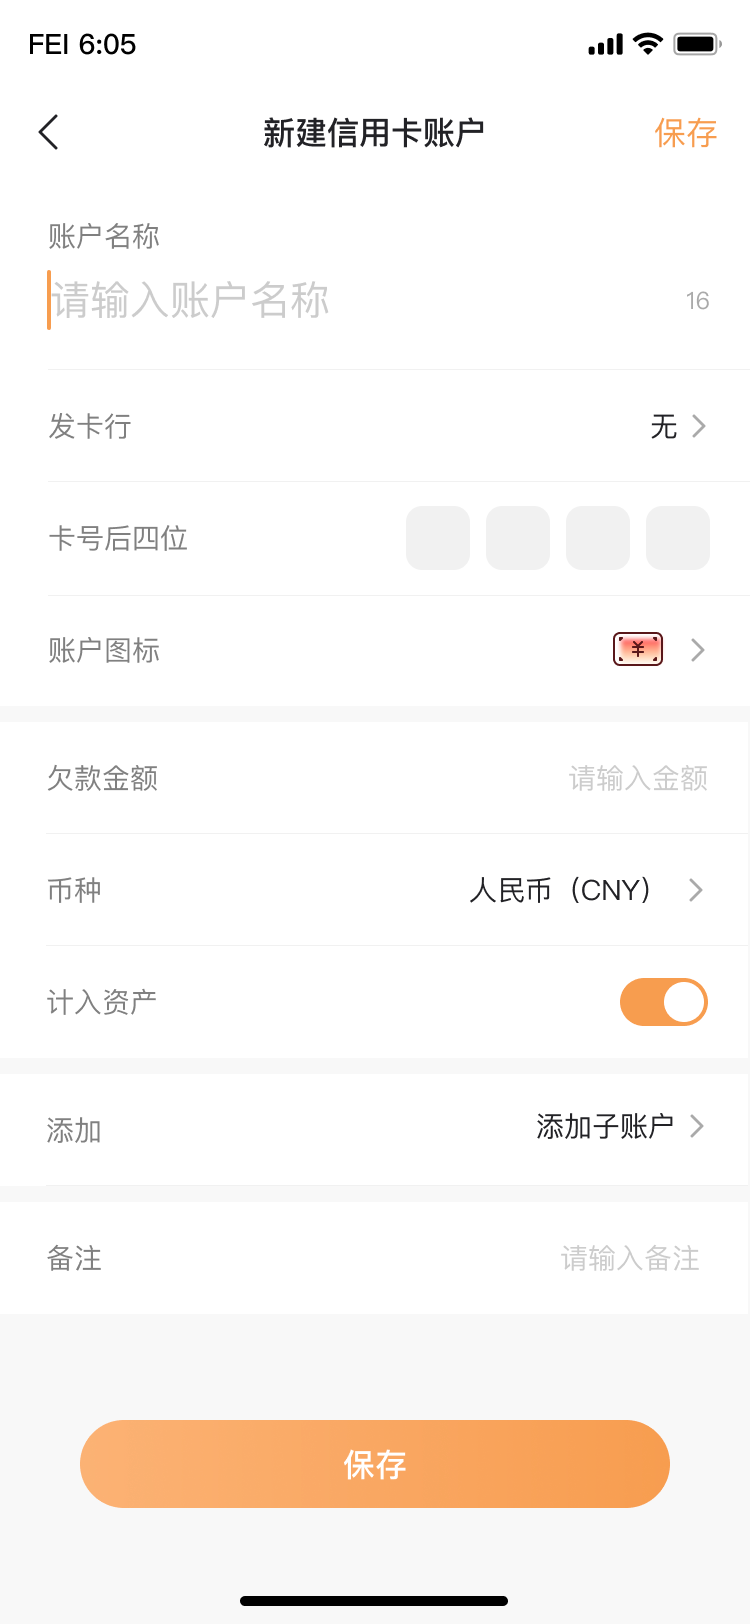 FEI 6:05
新建信用卡账户
保存
账户名称
请输入账户名称
16
发卡行
无
卡号后四位
账户图标
¥
欠款金额
请输入金额
币种
人民币（CNY）
计入资产
添加
添加子账户
备注
请输入备注
保存